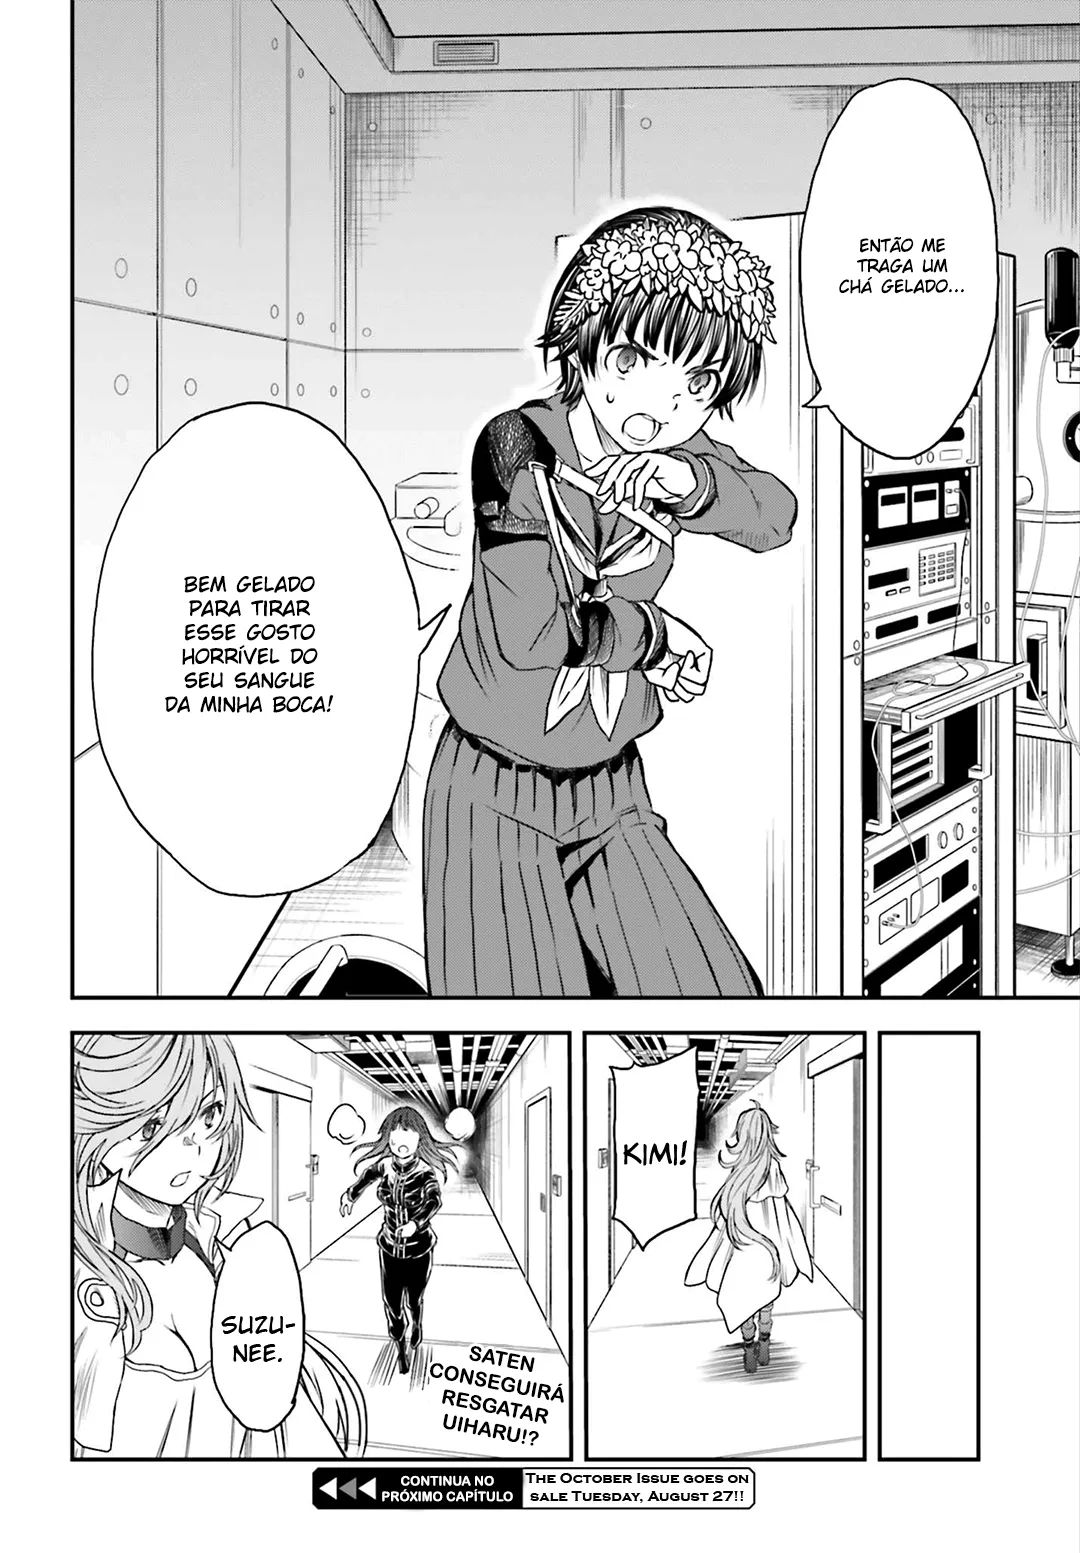 ENTÃO ME
TRAGA UM
CHÁ GELADO...
BEM GELADO
PARA TIRAR
ESSE GOSTO
HORRÍVEL DO
SEU SANGUE
DA MINHA BOCA!
KIMI!
SUZU-
NEE.
SATEN
CONSEGUIRÁ
RESGATAR
UIHARU!?
CONTINUA NO
PRÓXIMO CAPÍTULO
THE OCTOBER ISSUE GOES ON
SALE TUESDAY, AUGUST 27!!